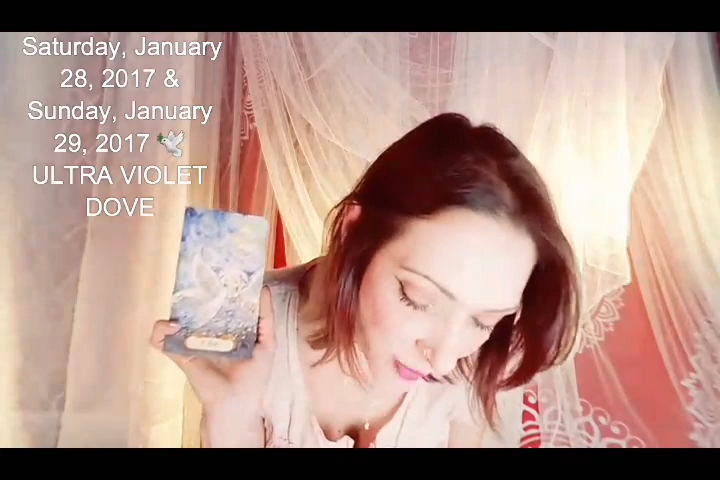 Saturday, January
28, 2017 &
Sunday, January
29, 2017 🕊️
ULTRA VIOLET
DOVE